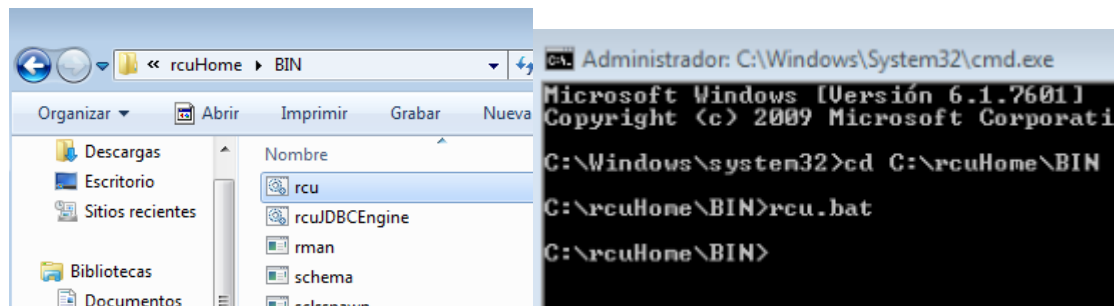 « rcuHome ▸ BIN
Organizar Abrir Imprimir Grabar Nueva
Descargas
Escritorio
Sitios recientes
Bibliotecas
Documentos
Nombre
rcu
rcuJDBCEngine
rman
schema
Administrador: C:\Windows\System32\cmd.exe
Microsoft Windows [Versión 6.1.7601]
Copyright (c) 2009 Microsoft Corporati
C:\Windows\system32>cd C:\rcuHome\BIN
C:\rcuHome\BIN>rcu.bat
C:\rcuHome\BIN>